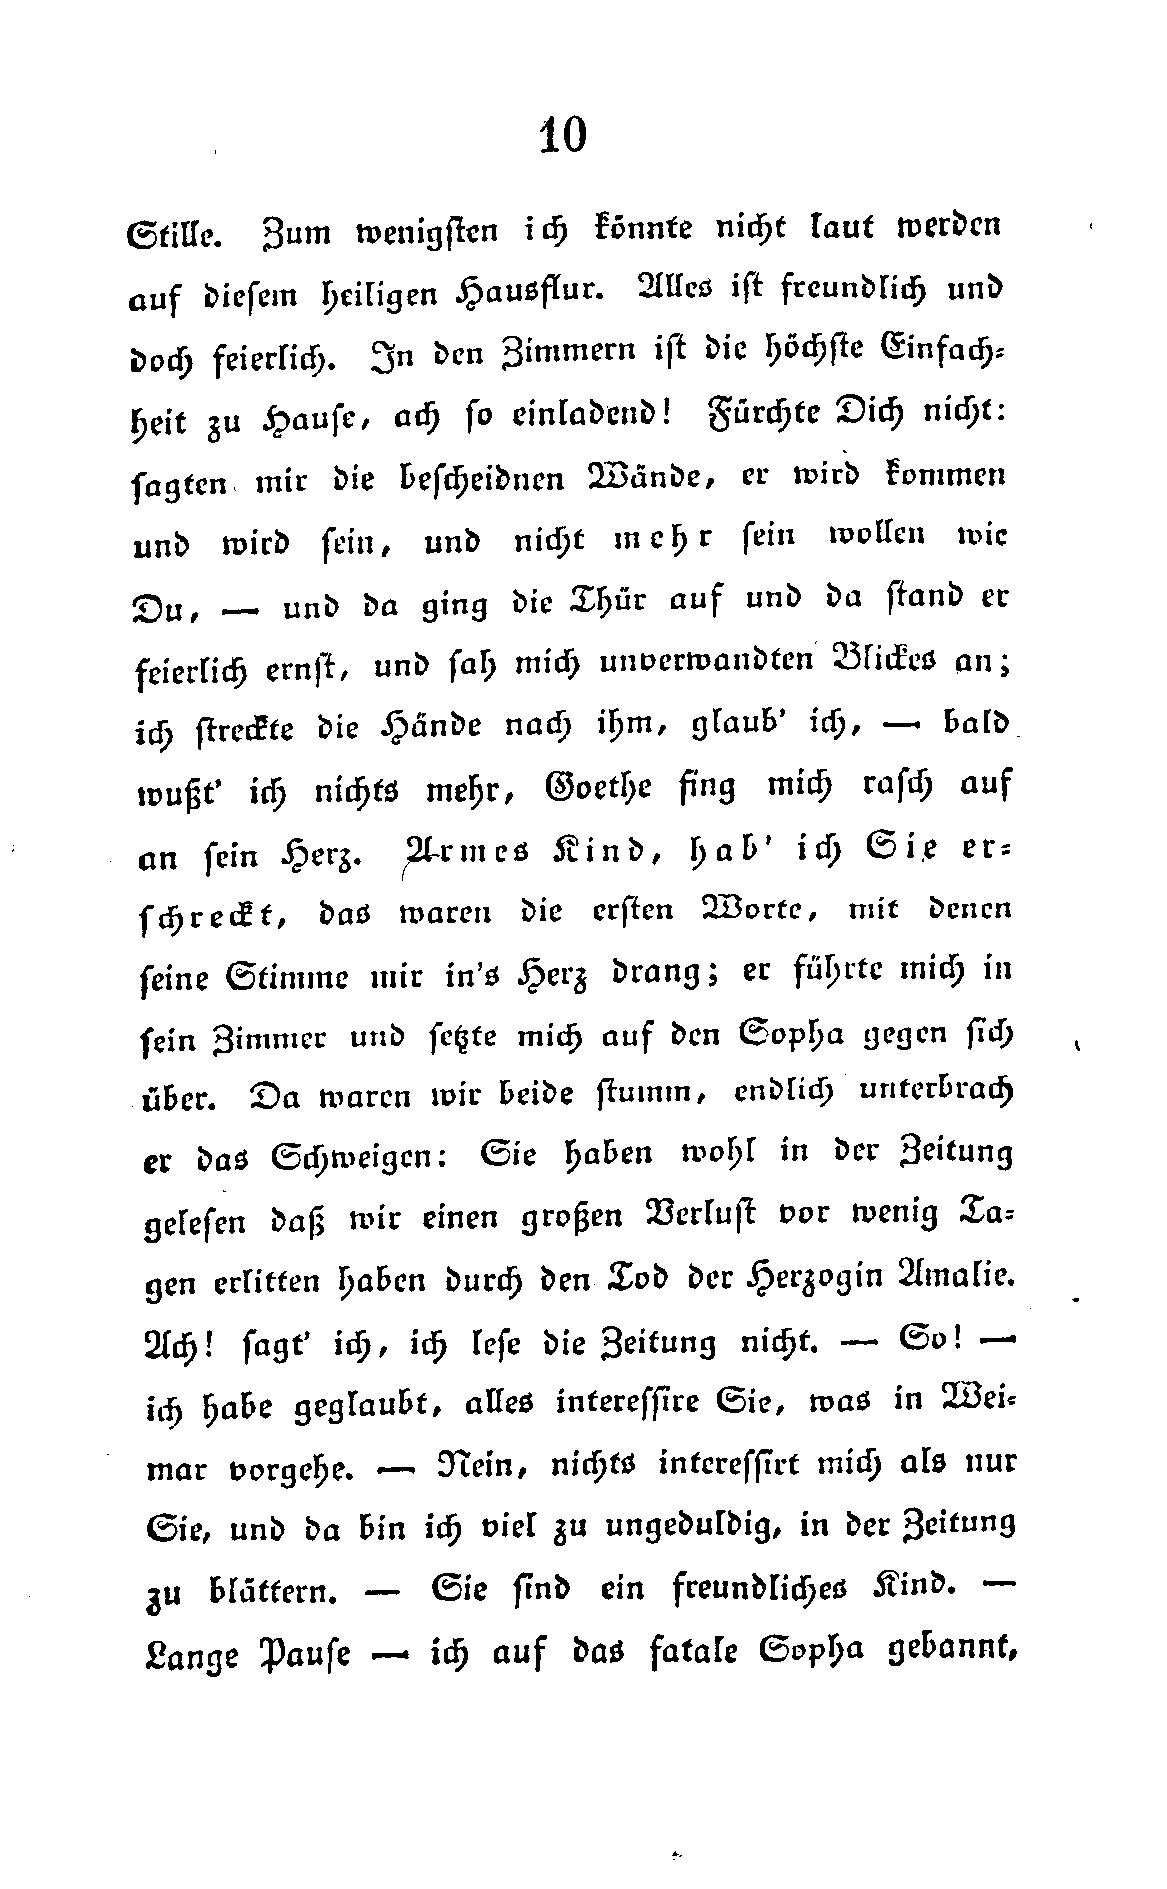 10
Stille. Zum wenigſten ich könnte nicht laut werden
auf dieſem heiligen Hausflur. Alles iſt freundlich und
doch feierlich. In den Zimmern iſt die höchſte Einfach⸗
heit zu Hauſe, ach ſo einladend! Fürchte Dich nicht:
ſagten mir die beſcheidnen Wände, er wird kommen
und wird ſein, und nicht mehr ſein wollen wie
Du, — und da ging die Thür auf und da ſtand er
feierlich ernſt, und ſah mich unverwandten Blickes an;
ich ſtreckte die Hände nach ihm, glaub' ich, — bald
wußt' ich nichts mehr, Goethe fing mich raſch auf
an ſein Herz. Armes Kind, hab' ich Sie er⸗
ſchreckt, das waren die erſten Worte, mit denen
ſeine Stimme mir in's Herz drang; er führte mich in
ſein Zimmer und ſetzte mich auf den Sopha gegen ſich
über. Da waren wir beide ſtumm, endlich unterbrach
er das Schweigen: Sie haben wohl in der Zeitung
geleſen daß wir einen großen Verluſt vor wenig Ta⸗
gen erlitten haben durch den Tod der Herzogin Amalie.
Ach! ſagt' ich, ich leſe die Zeitung nicht. — So! —
ich habe geglaubt, alles intereſſire Sie, was in Wei⸗
mar vorgehe. — Nein, nichts intereſſirt mich als nur
Sie, und da bin ich viel zu ungeduldig, in der Zeitung
zu blättern. — Sie ſind ein freundliches Kind. —
Lange Pauſe — ich auf das fatale Sopha gebannt,